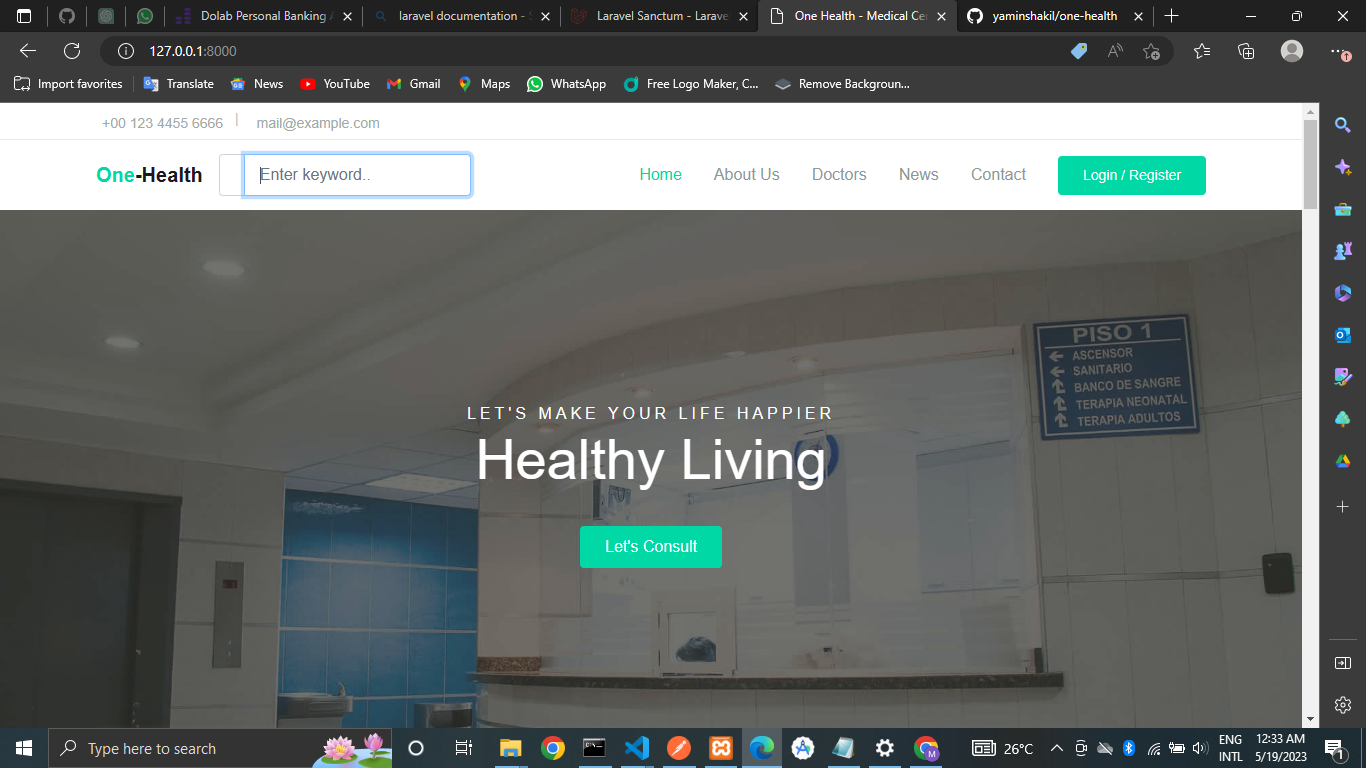 Dolab Personal Banking A
laravel documentation - S
Laravel Sanctum - Larave
One Health - Medical Cer
yaminshakil/one-health
127.0.0.1:8000
Import favorites
Translate
News
YouTube
Gmail
Maps
WhatsApp
Free Logo Maker, C...
Remove Backgroun...
+00 123 4455 6666 | mail@example.com
One-Health
Enter keyword..
Home
About Us
Doctors
News
Contact
Login / Register
PISO 1
ASCENSOR
SANITARIO
BANCO DE SANGRE
TERAPIA NEONATAL
TERAPIA ADULTOS
LET'S MAKE YOUR LIFE HAPPIER
Healthy Living
Let's Consult
Type here to search
26°C
ENG
INTL
12:33 AM
5/19/2023
1